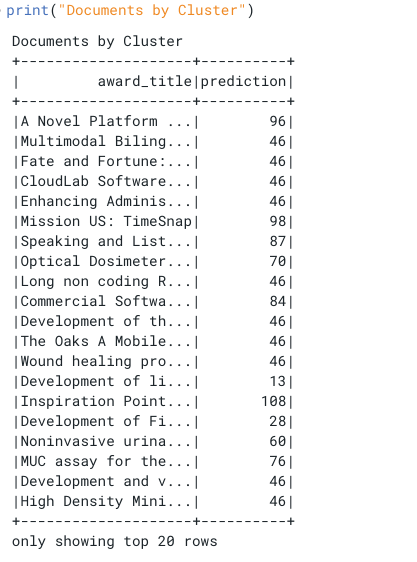 print("Documents by Cluster")
Documents by Cluster
+--------------------+----------+
|         award_title|prediction|
+--------------------+----------+
|A Novel Platform ...|        96|
|Multimodal Biling...|        46|
|Fate and Fortune:...|        46|
|CloudLab Software...|        46|
|Enhancing Adminis...|        46|
|Mission US: TimeSnap|        98|
|Speaking and List...|        87|
|Optical Dosimeter...|        70|
|Long non coding R...|        46|
|Commercial Softwa...|        84|
|Development of th...|        46|
|The Oaks A Mobile...|        46|
|Wound healing pro...|        46|
|Development of li...|        13|
|Inspiration Point...|       108|
|Development of Fi...|        28|
|Noninvasive urina...|        60|
|MUC assay for the...|        76|
|Development and v...|        46|
|High Density Mini...|        46|
+--------------------+----------+
only showing top 20 rows